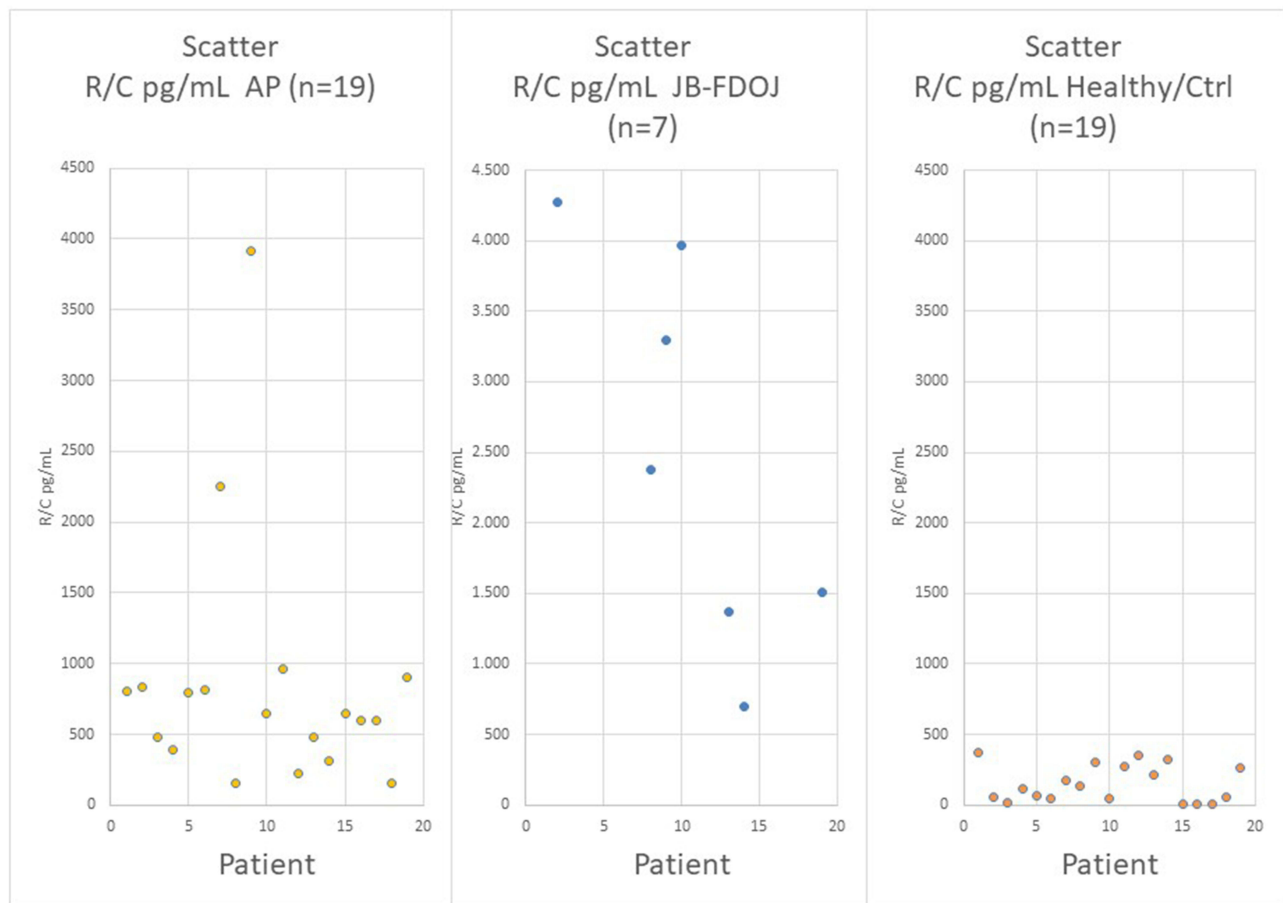 Scatter
R/C pg/mL AP (n=19)
4500
4000
3500
3000
2500
2000
1500
1000
500
0
R/C pg/mL
0 5 10 15 20
Patient
Scatter
R/C pg/mL JB-FDOJ
(n=7)
4.500
4.000
3.500
3.000
2.500
2.000
1.500
1.000
500
0
R/C pg/mL
0 5 10 15 20
Patient
Scatter
R/C pg/mL Healthy/Ctrl
(n=19)
4500
4000
3500
3000
2500
2000
1500
1000
500
0
R/C pg/mL
0 5 10 15 20
Patient